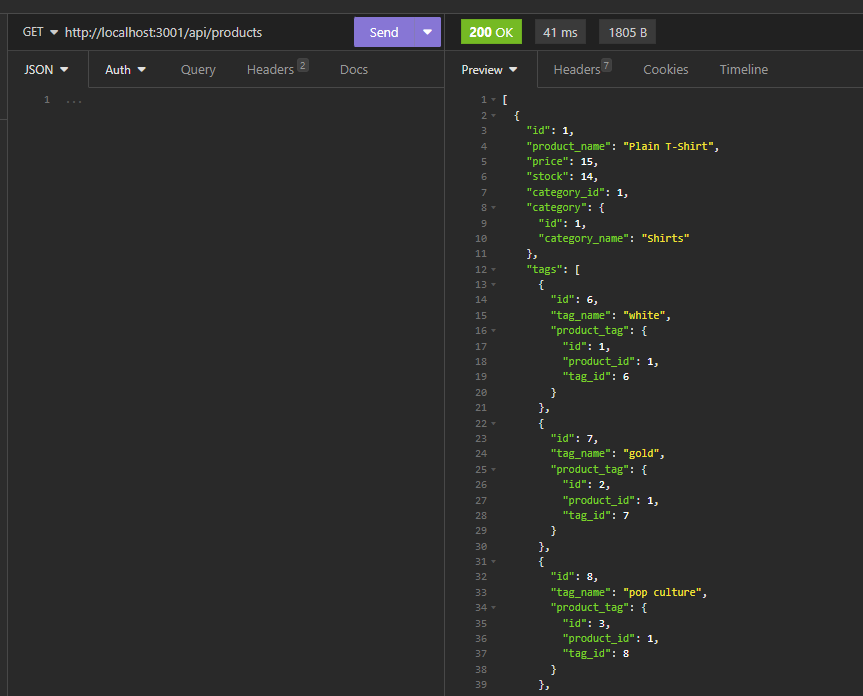 GET http://localhost:3001/api/products Send 200 OK 41 ms 1805 B
JSON Auth Query Headers 2 Docs Preview Headers 7 Cookies Timeline
1 ...
1 [
2 {
3 "id": 1,
4 "product_name": "Plain T-Shirt",
5 "price": 15,
6 "stock": 14,
7 "category_id": 1,
8 "category": {
9 "id": 1,
10 "category_name": "Shirts"
11 },
12 "tags": [
13 {
14 "id": 6,
15 "tag_name": "white",
16 "product_tag": {
17 "id": 1,
18 "product_id": 1,
19 "tag_id": 6
20 }
21 },
22 {
23 "id": 7,
24 "tag_name": "gold",
25 "product_tag": {
26 "id": 2,
27 "product_id": 1,
28 "tag_id": 7
29 }
30 },
31 {
32 "id": 8,
33 "tag_name": "pop culture",
34 "product_tag": {
35 "id": 3,
36 "product_id": 1,
37 "tag_id": 8
38 }
39 },